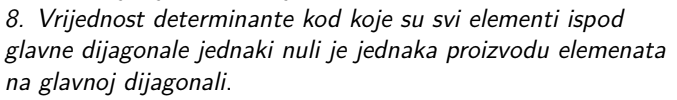 8. Vrijednost determinante kod koje su svi elementi ispod
glavne dijagonale jednaki nuli je jednaka proizvodu elemenata
na glavnoj dijagonali.